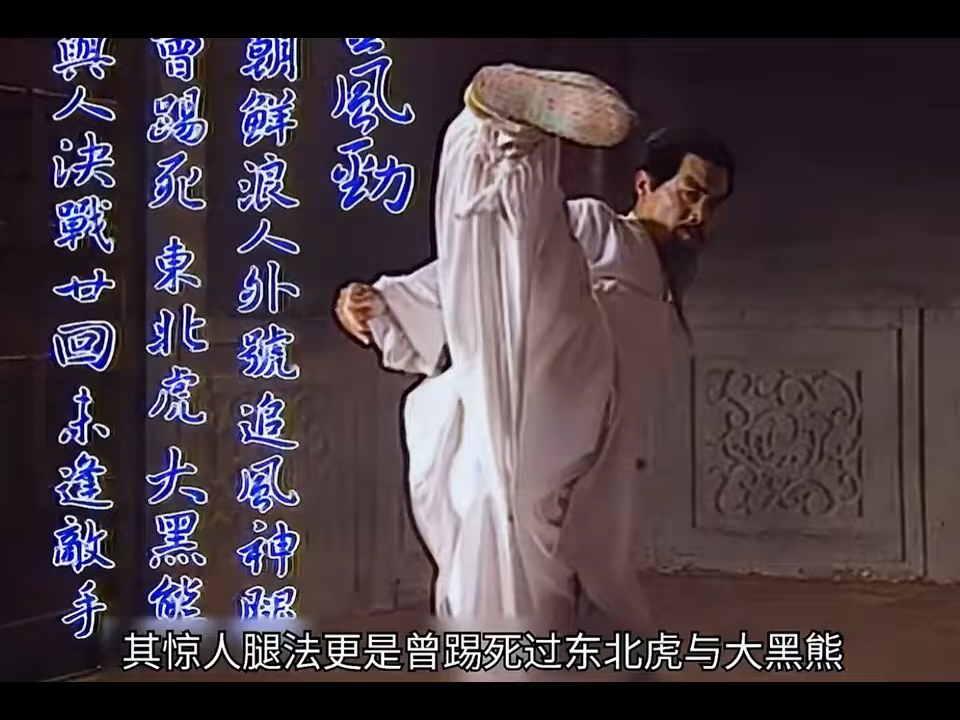 風勁
朝鮮浪人外號追風神腿
曾踢死東北虎大黑熊
與人決戰廿回未逢敵手
其惊人腿法更是曾踢死过东北虎与大黑熊